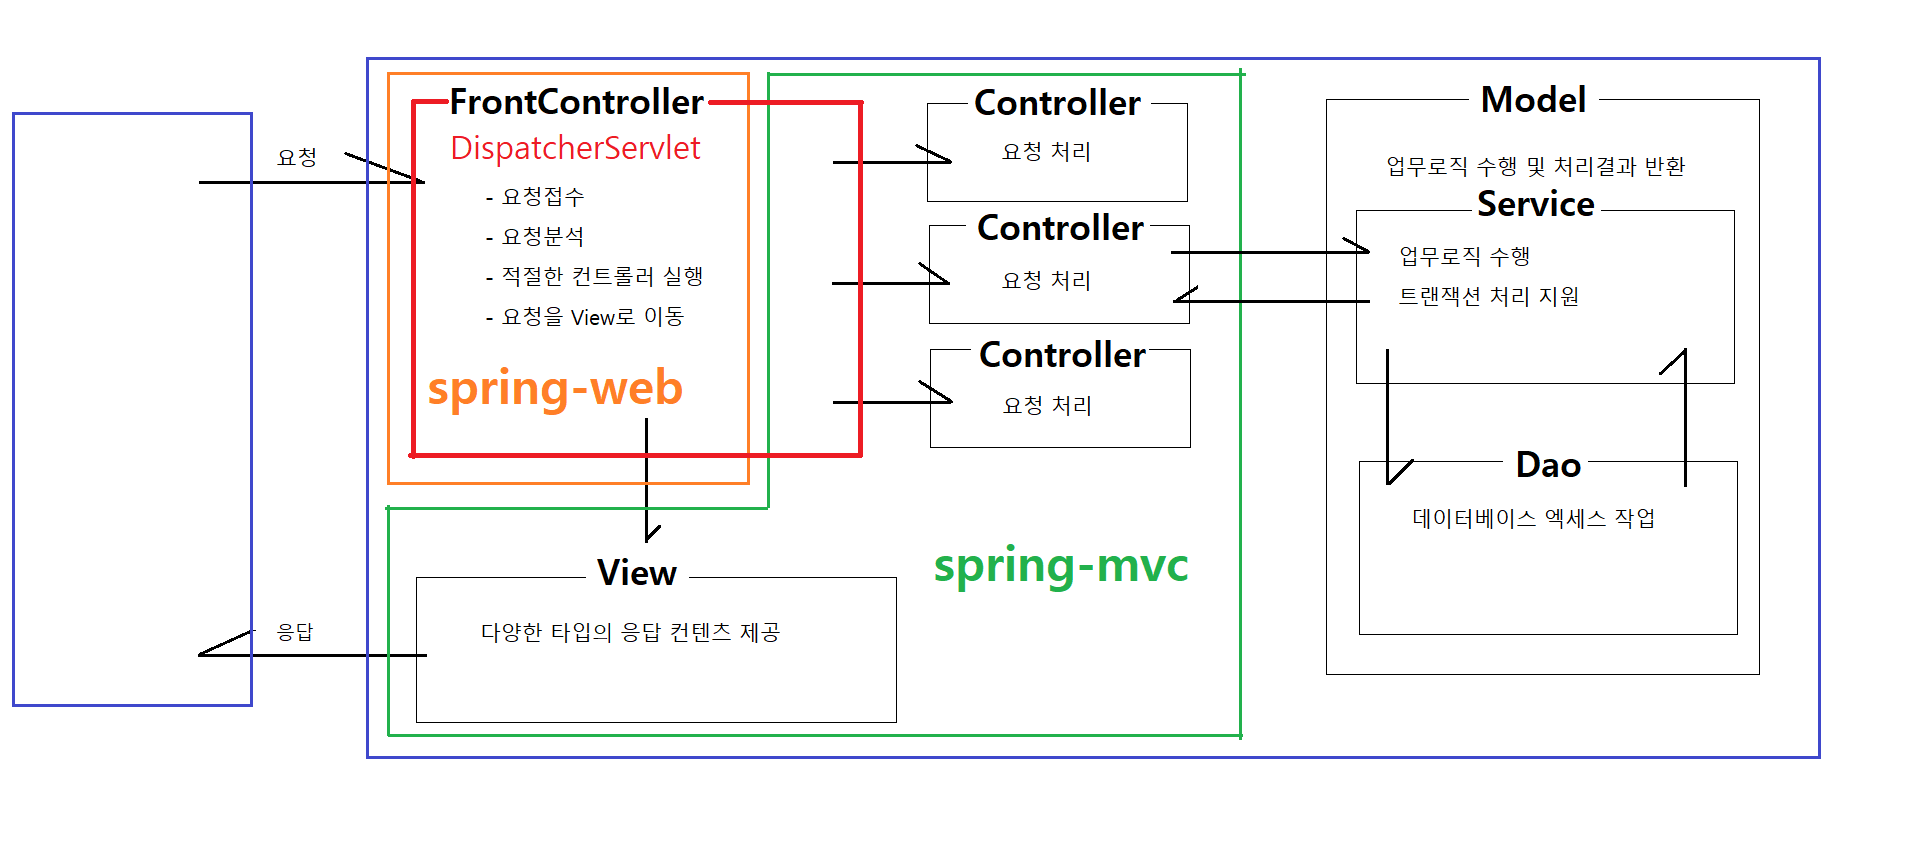 요청
FrontController
DispatcherServlet
- 요청접수
- 요청분석
- 적절한 컨트롤러 실행
- 요청을 View로 이동
spring-web
Controller
요청 처리
Controller
요청 처리
Controller
요청 처리
Model
업무로직 수행 및 처리결과 반환
Service
업무로직 수행
트랜잭션 처리 지원
Dao
데이터베이스 엑세스 작업
spring-mvc
View
다양한 타입의 응답 컨텐츠 제공
응답